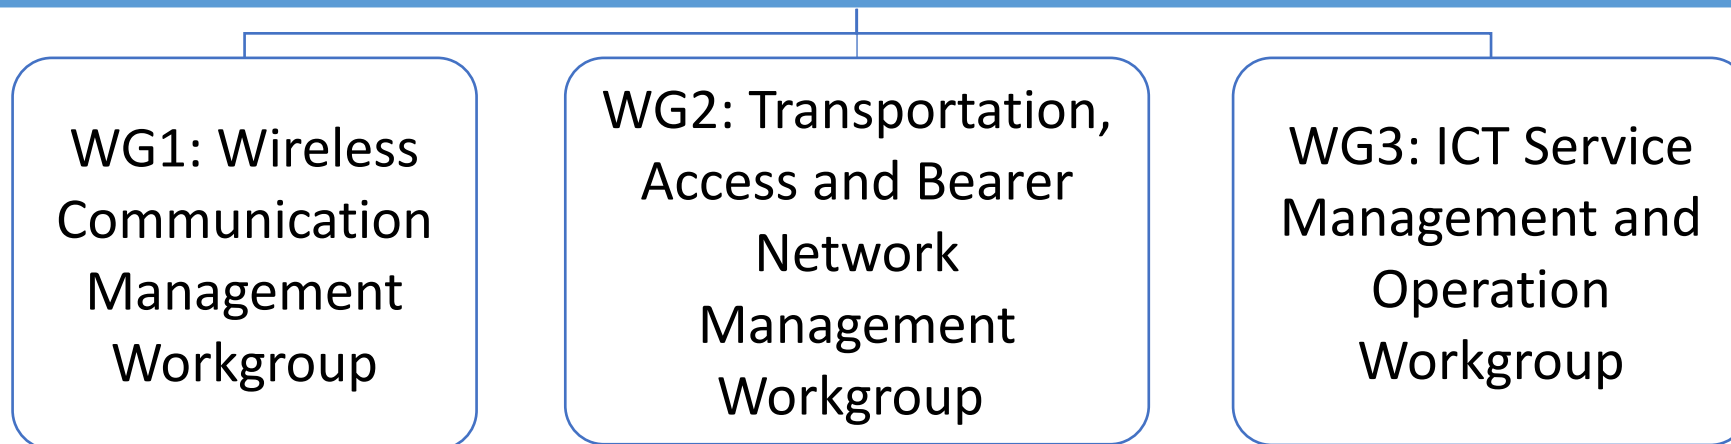 WG1: Wireless
Communication
Management
Workgroup
WG2: Transportation,
Access and Bearer
Network
Management
Workgroup
WG3: ICT Service
Management and
Operation
Workgroup